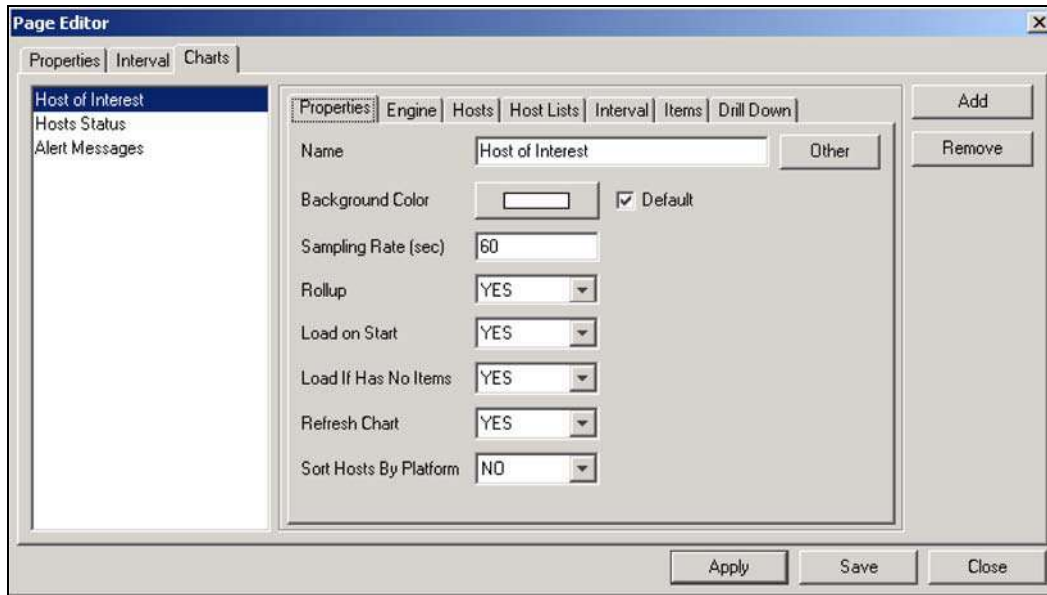 Page Editor
Properties Interval Charts
Host of Interest
Hosts Status
Alert Messages
Properties Engine Hosts Host Lists Interval Items Drill Down
Name Host of Interest Other
Background Color Default
Sampling Rate (sec) 60
Rollup YES
Load on Start YES
Load If Has No Items YES
Refresh Chart YES
Sort Hosts By Platform NO
Add
Remove
Apply Save Close